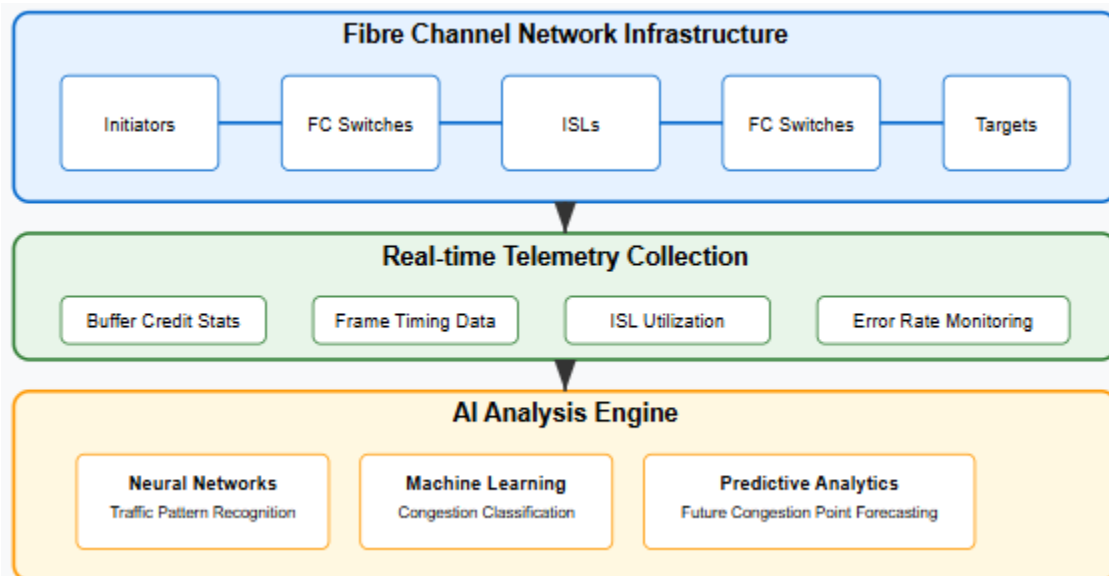 Fibre Channel Network Infrastructure
Initiators
FC Switches
ISLs
FC Switches
Targets
Real-time Telemetry Collection
Buffer Credit Stats
Frame Timing Data
ISL Utilization
Error Rate Monitoring
AI Analysis Engine
Neural Networks
Traffic Pattern Recognition
Machine Learning
Congestion Classification
Predictive Analytics
Future Congestion Point Forecasting